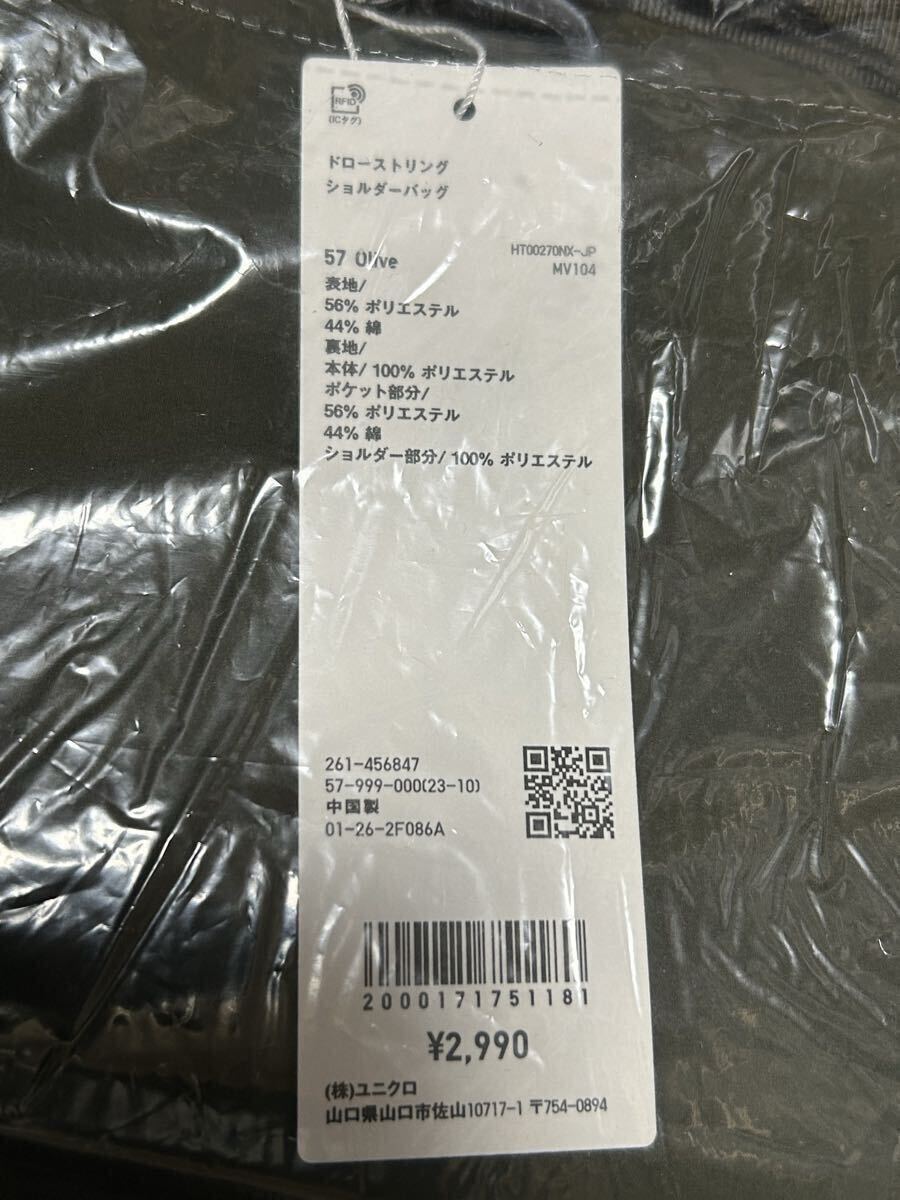 RFID
(ICタグ)
ドローストリング
ショルダーバッグ
57 Olive
HT00270NX-JP
MV104
表地/
56% ポリエステル
44% 綿
裏地/
本体/ 100% ポリエステル
ポケット部分/
56% ポリエステル
44% 綿
ショルダー部分/ 100% ポリエステル
261-456847
57-999-000(23-10)
中国製
01-26-2F086A
2000171751181
¥2,990
(株)ユニクロ
山口県山口市佐山10717-1 〒754-0894